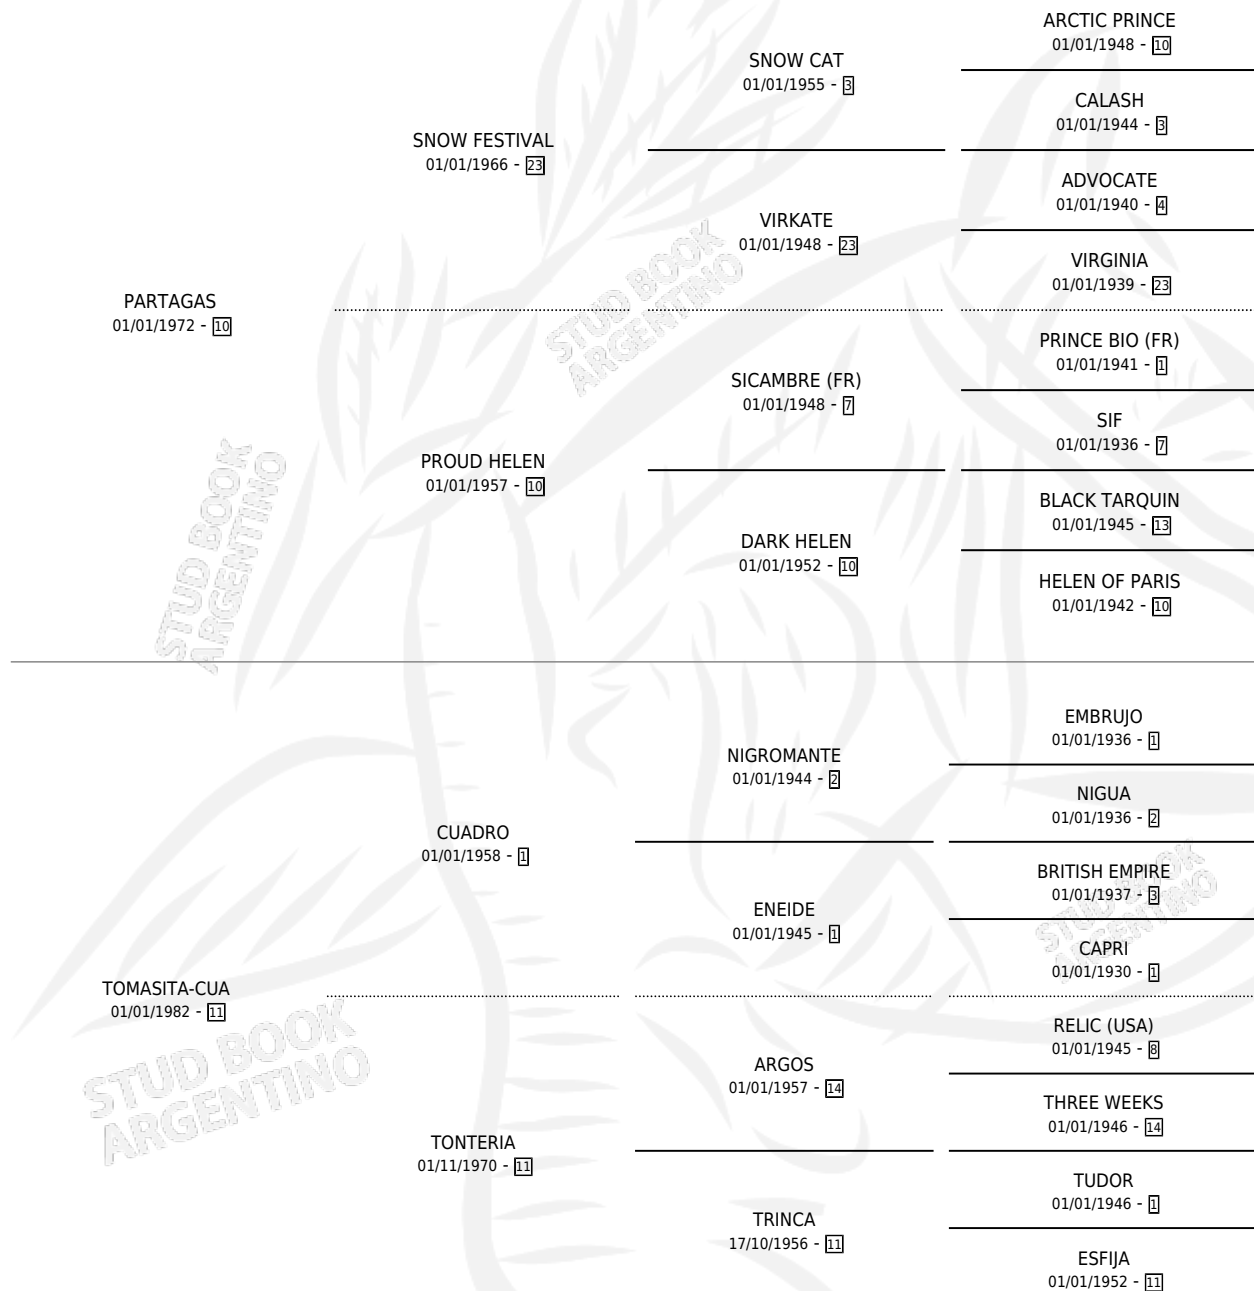 PARTAGAS
01/01/1972 - 10
SNOW FESTIVAL
01/01/1966 - 23
SNOW CAT
01/01/1955 - 3
ARCTIC PRINCE
01/01/1948 - 10
CALASH
01/01/1944 - 3
VIRKATE
01/01/1948 - 23
ADVOCATE
01/01/1940 - 4
VIRGINIA
01/01/1939 - 23
PROUD HELEN
01/01/1957 - 10
SICAMBRE (FR)
01/01/1948 - 7
PRINCE BIO (FR)
01/01/1941 - 1
SIF
01/01/1936 - 7
DARK HELEN
01/01/1952 - 10
BLACK TARQUIN
01/01/1945 - 13
HELEN OF PARIS
01/01/1942 - 10
TOMASITA-CUA
01/01/1982 - 11
CUADRO
01/01/1958 - 1
NIGROMANTE
01/01/1944 - 2
EMBRUJO
01/01/1936 - 1
NIGUA
01/01/1936 - 2
ENEIDE
01/01/1945 - 1
BRITISH EMPIRE
01/01/1937 - 3
CAPRI
01/01/1930 - 1
TONTERIA
01/11/1970 - 11
ARGOS
01/01/1957 - 14
RELIC (USA)
01/01/1945 - 8
THREE WEEKS
01/01/1946 - 14
TRINCA
17/10/1956 - 11
TUDOR
01/01/1946 - 1
ESFIJA
01/01/1952 - 11
STUD BOOK
ARGENTINO
STUD BOOK
ARGENTINO
STUD BOOK
ARGENTINO
STUD BOOK
ARGENTINO